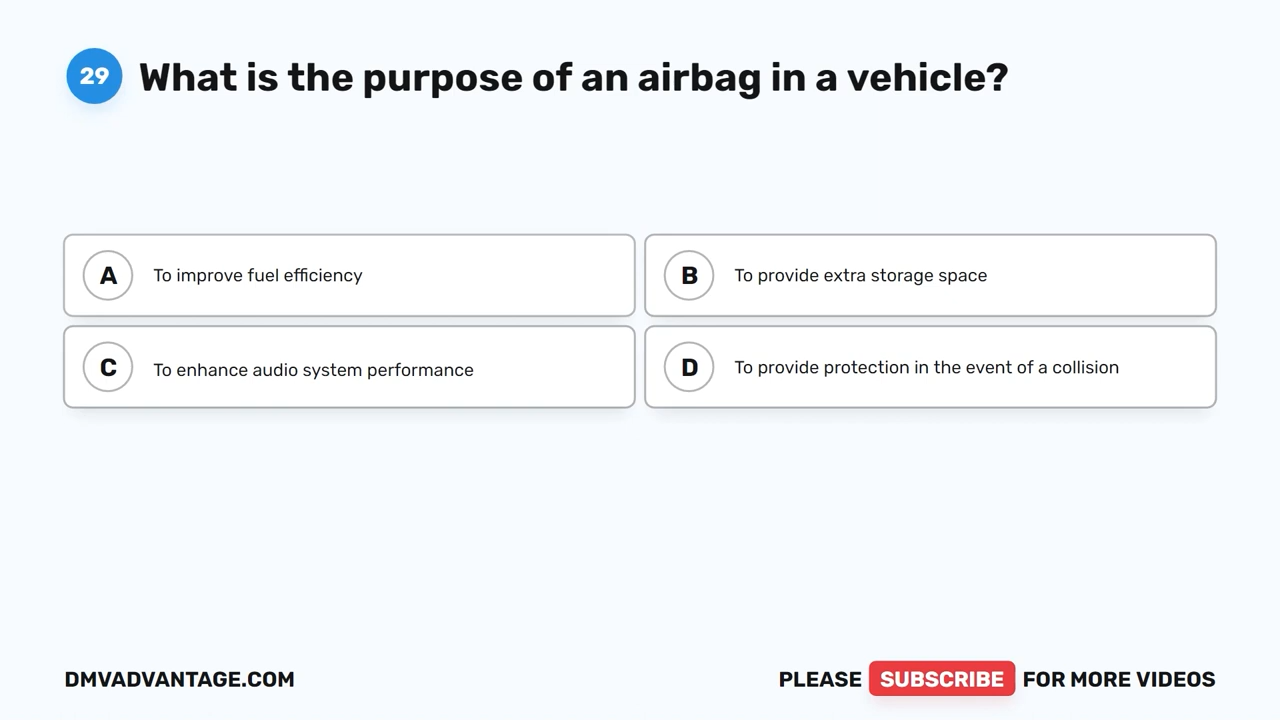 29 What is the purpose of an airbag in a vehicle?
A To improve fuel efficiency
B To provide extra storage space
C To enhance audio system performance
D To provide protection in the event of a collision
DMVADVANTAGE.COM
PLEASE SUBSCRIBE FOR MORE VIDEOS